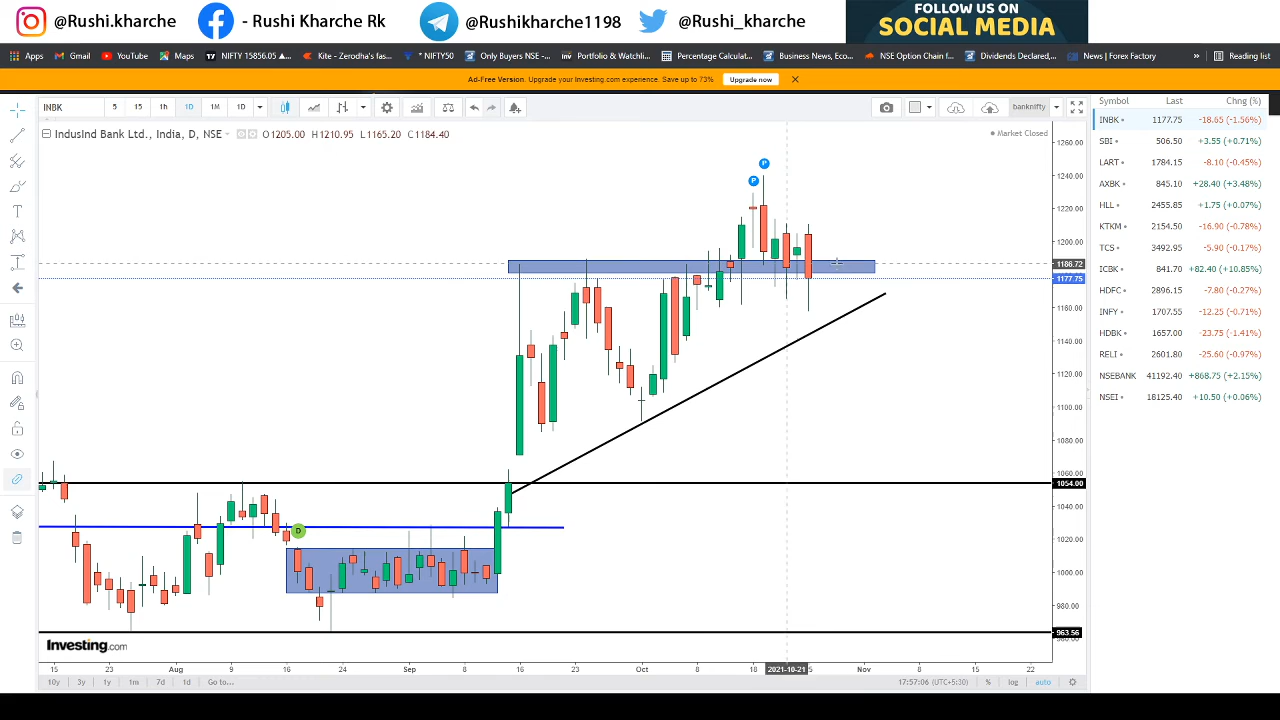 @Rushi.kharche
- Rushi Kharche Rk
@Rushikharche1198
@Rushi_kharche
FOLLOW US ON
SOCIAL MEDIA
Apps
Gmail
YouTube
Maps
NIFTY 15856.05 ▲...
Kite - Zerodha's fas...
* *NIFTY50
Only Buyers NSE -...
Portfolio & Watchli...
Percentage Calculat...
Business News, Eco...
NSE Option Chain f...
Dividends Declared,...
News | Forex Factory
»
Reading list
Ad-Free Version. Upgrade your Investing.com experience. Save up to 73%
Upgrade now
INBK
5
15
1h
1D
1M
1D
banknifty
IndusInd Bank Ltd., India, D, NSE
O1205.00 H1210.95 L1165.20 C1184.40
Market Closed
P
P
D
1260.00
1240.00
1220.00
1200.00
1186.72
1177.75
1160.00
1140.00
1120.00
1100.00
1080.00
1060.00
1054.00
1040.00
1020.00
1000.00
980.00
963.56
Investing.com
15
23
Aug
9
16
24
Sep
8
16
23
Oct
8
18
2021-10-21
5
Nov
8
15
22
10y
3y
1y
1m
7d
1d
Go to...
17:57:06 (UTC+5:30)
%
log
auto
Symbol Last Chng (%)
INBK 1177.75 -18.65 (-1.56%)
SBI 506.50 +3.55 (+0.71%)
LART 1784.15 -8.10 (-0.45%)
AXBK 845.10 +28.40 (+3.48%)
HLL 2455.85 +1.75 (+0.07%)
KTKM 2154.50 -16.90 (-0.78%)
TCS 3492.95 -5.90 (-0.17%)
ICBK 841.70 +82.40 (+10.85%)
HDFC 2896.15 -7.80 (-0.27%)
INFY 1707.55 -12.25 (-0.71%)
HDBK 1657.00 -23.75 (-1.41%)
RELI 2601.80 -25.60 (-0.97%)
NSEBANK 41192.40 +868.75 (+2.15%)
NSEI 18125.40 +10.50 (+0.06%)